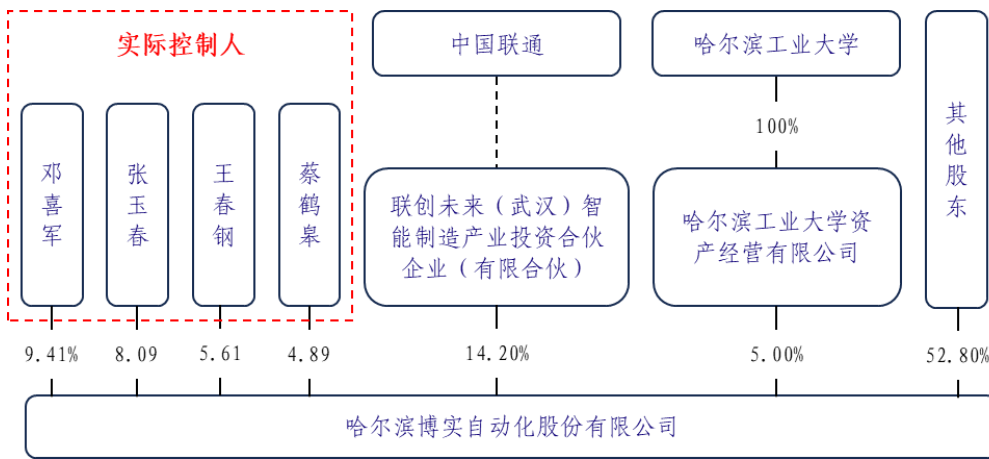 实际控制人
中国联通
哈尔滨工业大学
100%
邓喜军
张玉春
王春钢
蔡鹤皋
联创未来（武汉）智
能制造产业投资合伙
企业（有限合伙）
哈尔滨工业大学资
产经营有限公司
其他股东
9.41%
8.09
5.61
4.89
14.20%
5.00%
52.80%
哈尔滨博实自动化股份有限公司